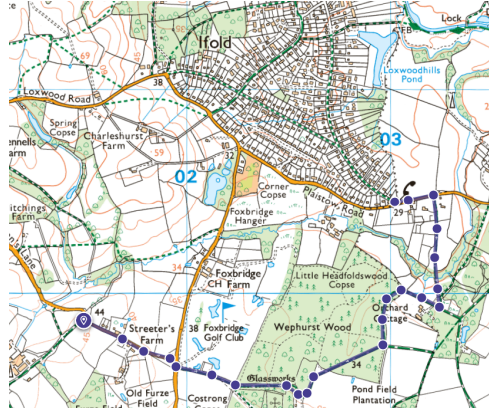 Ifold
Lock
FB
Loxwoodhills
Pond
Loxwood Road
38
Spring
Copse
Charleshurst
Farm
59
32
02
03
Corner
Copse
Plaistow Road
29
Foxbridge
Hanger
Farm
34
Foxbridge
CH Farm
Little Headfoldswood
Copse
Orchard
Cottage
44
Streeter's
Farm
38
Foxbridge
Golf Club
Wephurst Wood
Glassworks
34
Old Furze
Field
Costrong
Pond Field
Plantation